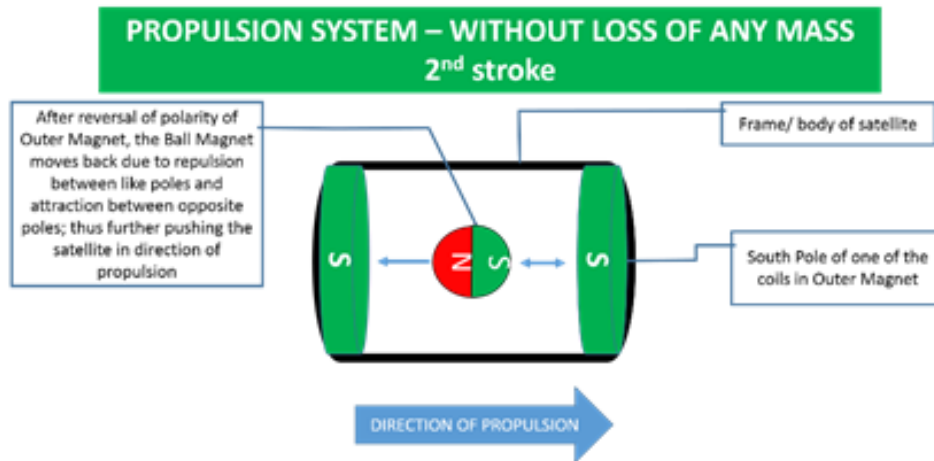 PROPULSION SYSTEM – WITHOUT LOSS OF ANY MASS
2nd stroke
After reversal of polarity of
Outer Magnet, the Ball Magnet
moves back due to repulsion
between like poles and
attraction between opposite
poles; thus further pushing the
satellite in direction of
propulsion
Frame/ body of satellite
S
N
S
S
South Pole of one of the
coils in Outer Magnet
DIRECTION OF PROPULSION